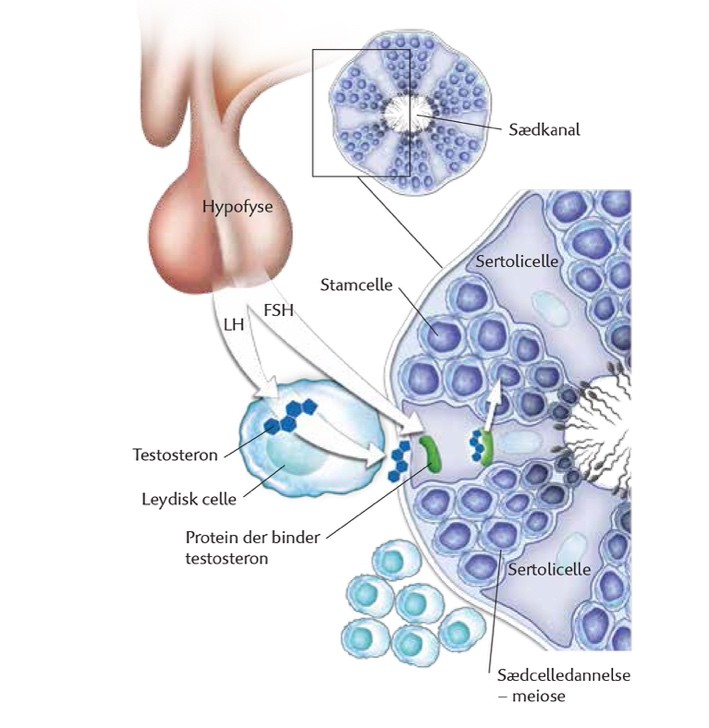 Sædkanal
Hypofyse
Sertolicelle
Stamcelle
FSH
LH
Testosteron
Leydisk celle
Protein der binder
testosteron
Sertolicelle
Sædcelledannelse
– meiose